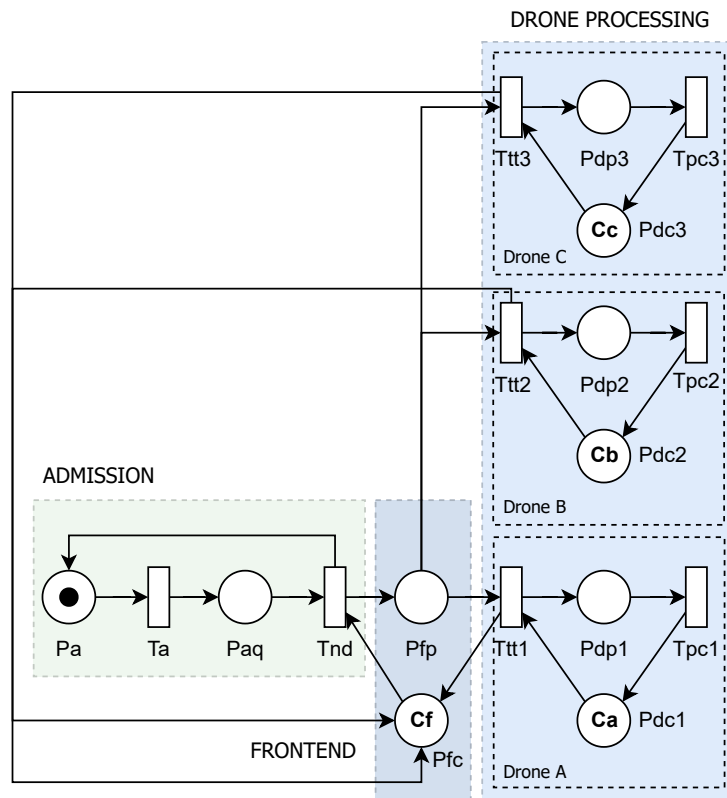 DRONE PROCESSING
Ttt3
Pdp3
Tpc3
Cc
Pdc3
Drone C
Ttt2
Pdp2
Tpc2
Cb
Pdc2
Drone B
ADMISSION
Pa
Ta
Paq
Tnd
Pfp
Ttt1
Pdp1
Tpc1
Cf
Ca
Pdc1
FRONTEND
Pfc
Drone A